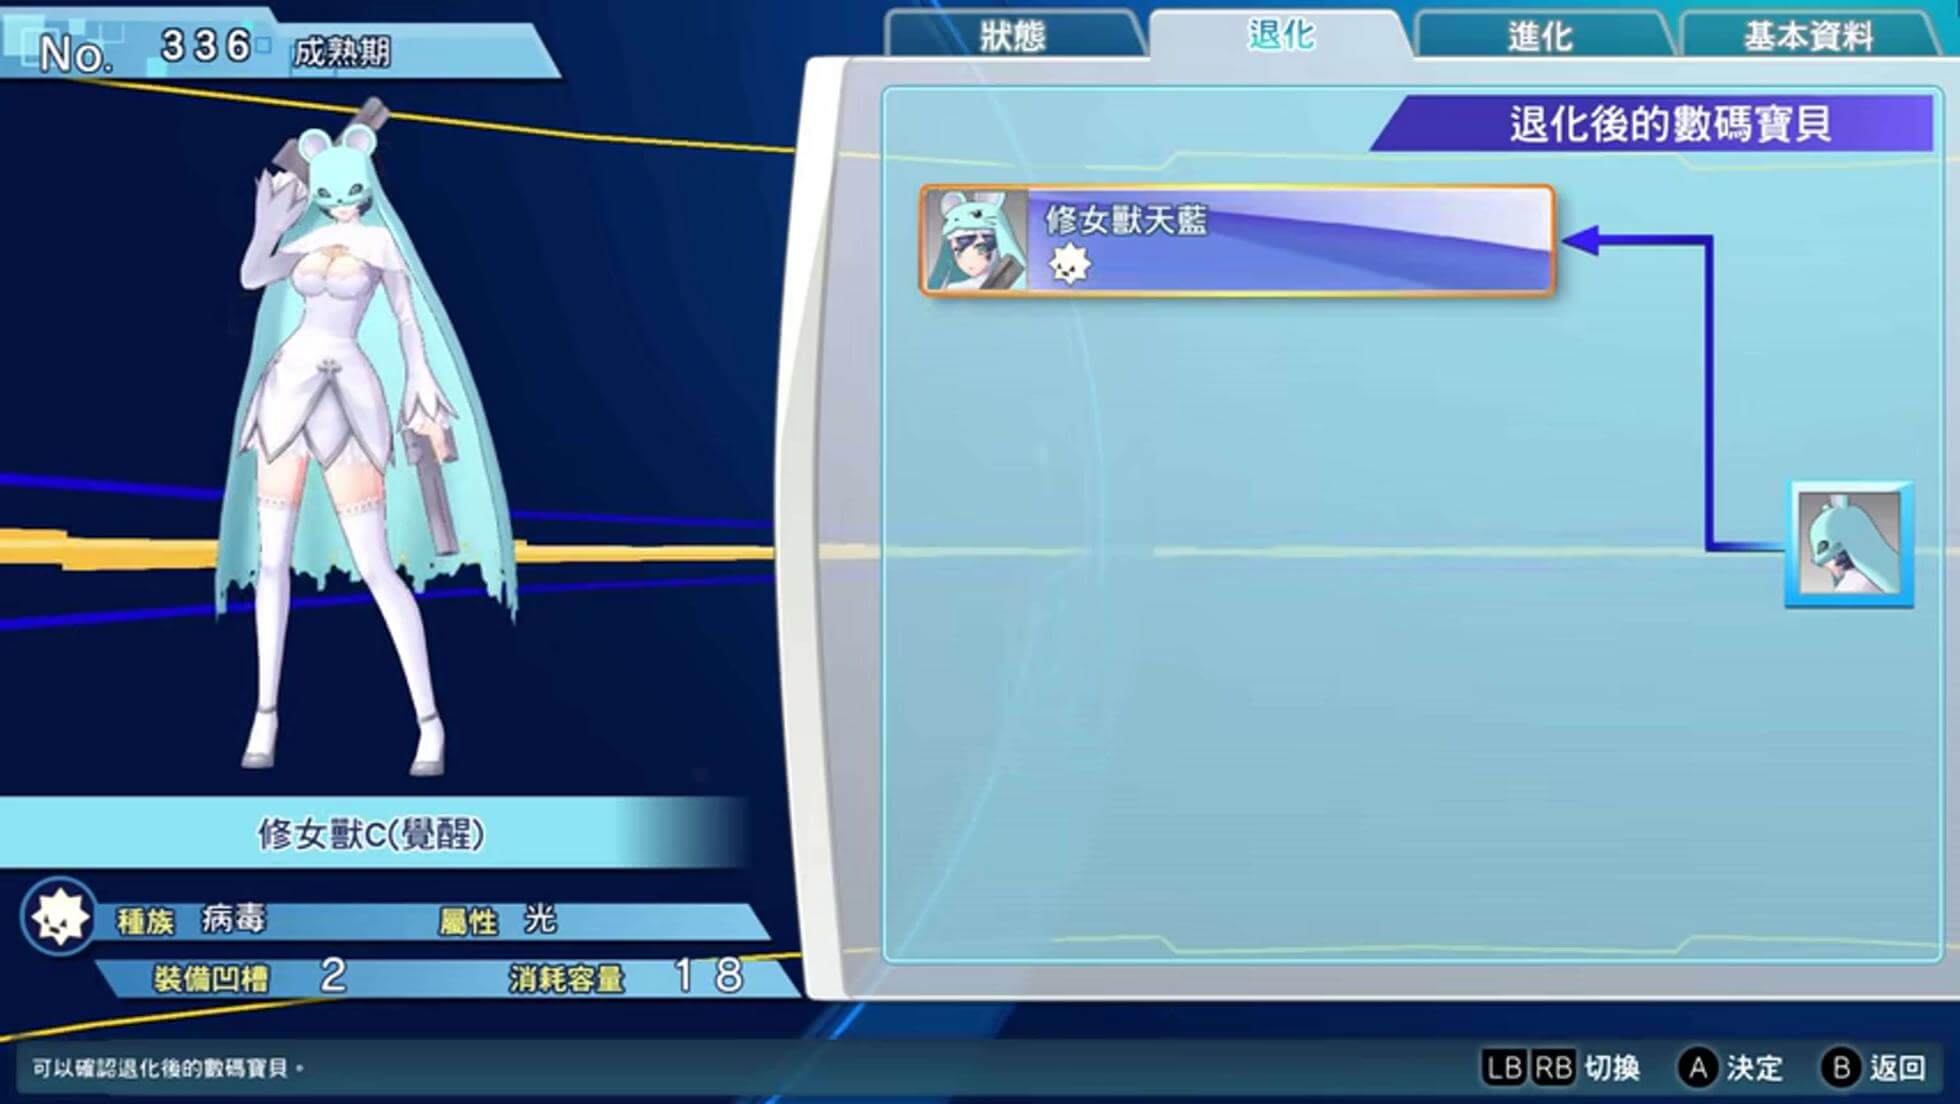 No. 336 成熟期
狀態 退化 進化 基本資料
退化後的數碼寶貝
修女獸天藍
修女獸C(覺醒)
種族 病毒 屬性 光
裝備凹槽 2 消耗容量 18
可以確認退化後的數碼寶貝。
LB RB 切換 A 決定 B 返回